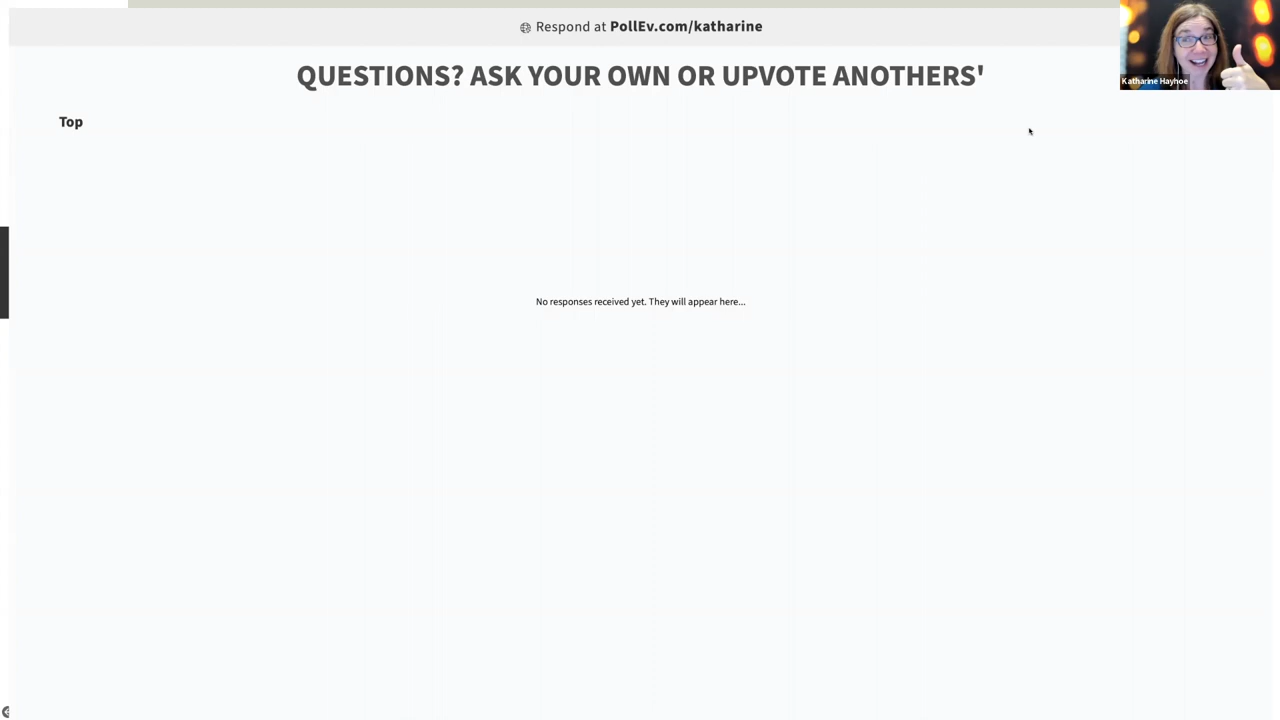 Respond at PollEv.com/katharine
QUESTIONS? ASK YOUR OWN OR UPVOTE ANOTHERS'
Katharine Hayhoe
Top
No responses received yet. They will appear here...